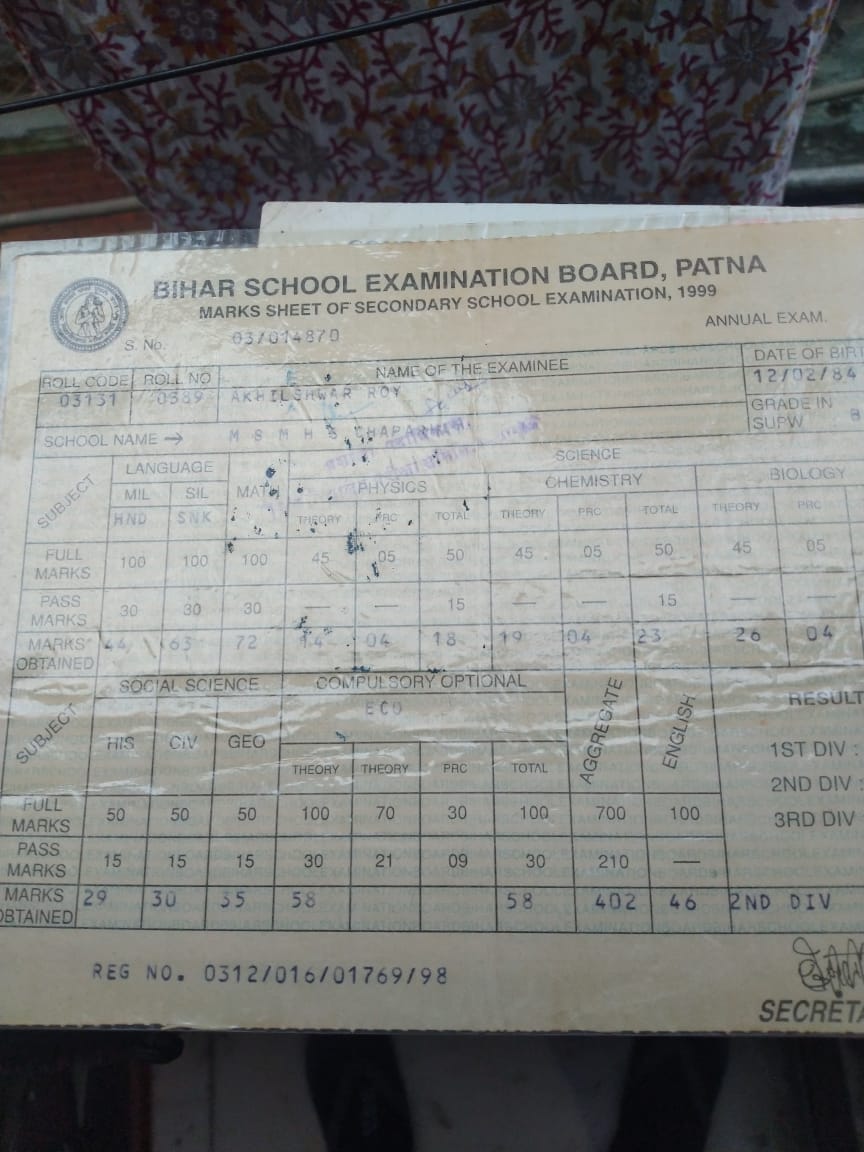 BIHAR SCHOOL EXAMINATION BOARD, PATNA
MARKS SHEET OF SECONDARY SCHOOL EXAMINATION, 1999
ANNUAL EXAM.
S. No. 03/014870
ROLL CODE ROLL NO NAME OF THE EXAMINEE DATE OF BIRT
03131 0389 AKHILSHWAR ROY 12/02/84
GRADE IN SUPW B
SCHOOL NAME → M S M H S
SUBJECT LANGUAGE MATH SCIENCE
MIL SIL PHYSICS CHEMISTRY BIOLOGY
HND SNK THEORY PRC TOTAL THEORY PRC TOTAL THEORY PRC
FULL MARKS 100 100 100 45 05 50 45 05 50 45 05
PASS MARKS 30 30 30 — — 15 — — 15 — —
MARKS OBTAINED 44 63 72 14 04 18 19 04 23 26 04
SUBJECT SOCIAL SCIENCE COMPULSORY OPTIONAL AGGREGATE ENGLISH RESULT
ECO
HIS CIV GEO 1ST DIV :
THEORY THEORY PRC TOTAL 2ND DIV :
FULL MARKS 50 50 50 100 70 30 100 700 100 3RD DIV
PASS MARKS 15 15 15 30 21 09 30 210 —
MARKS OBTAINED 29 30 35 58 58 402 46 2ND DIV
REG NO. 0312/016/01769/98
SECRETA